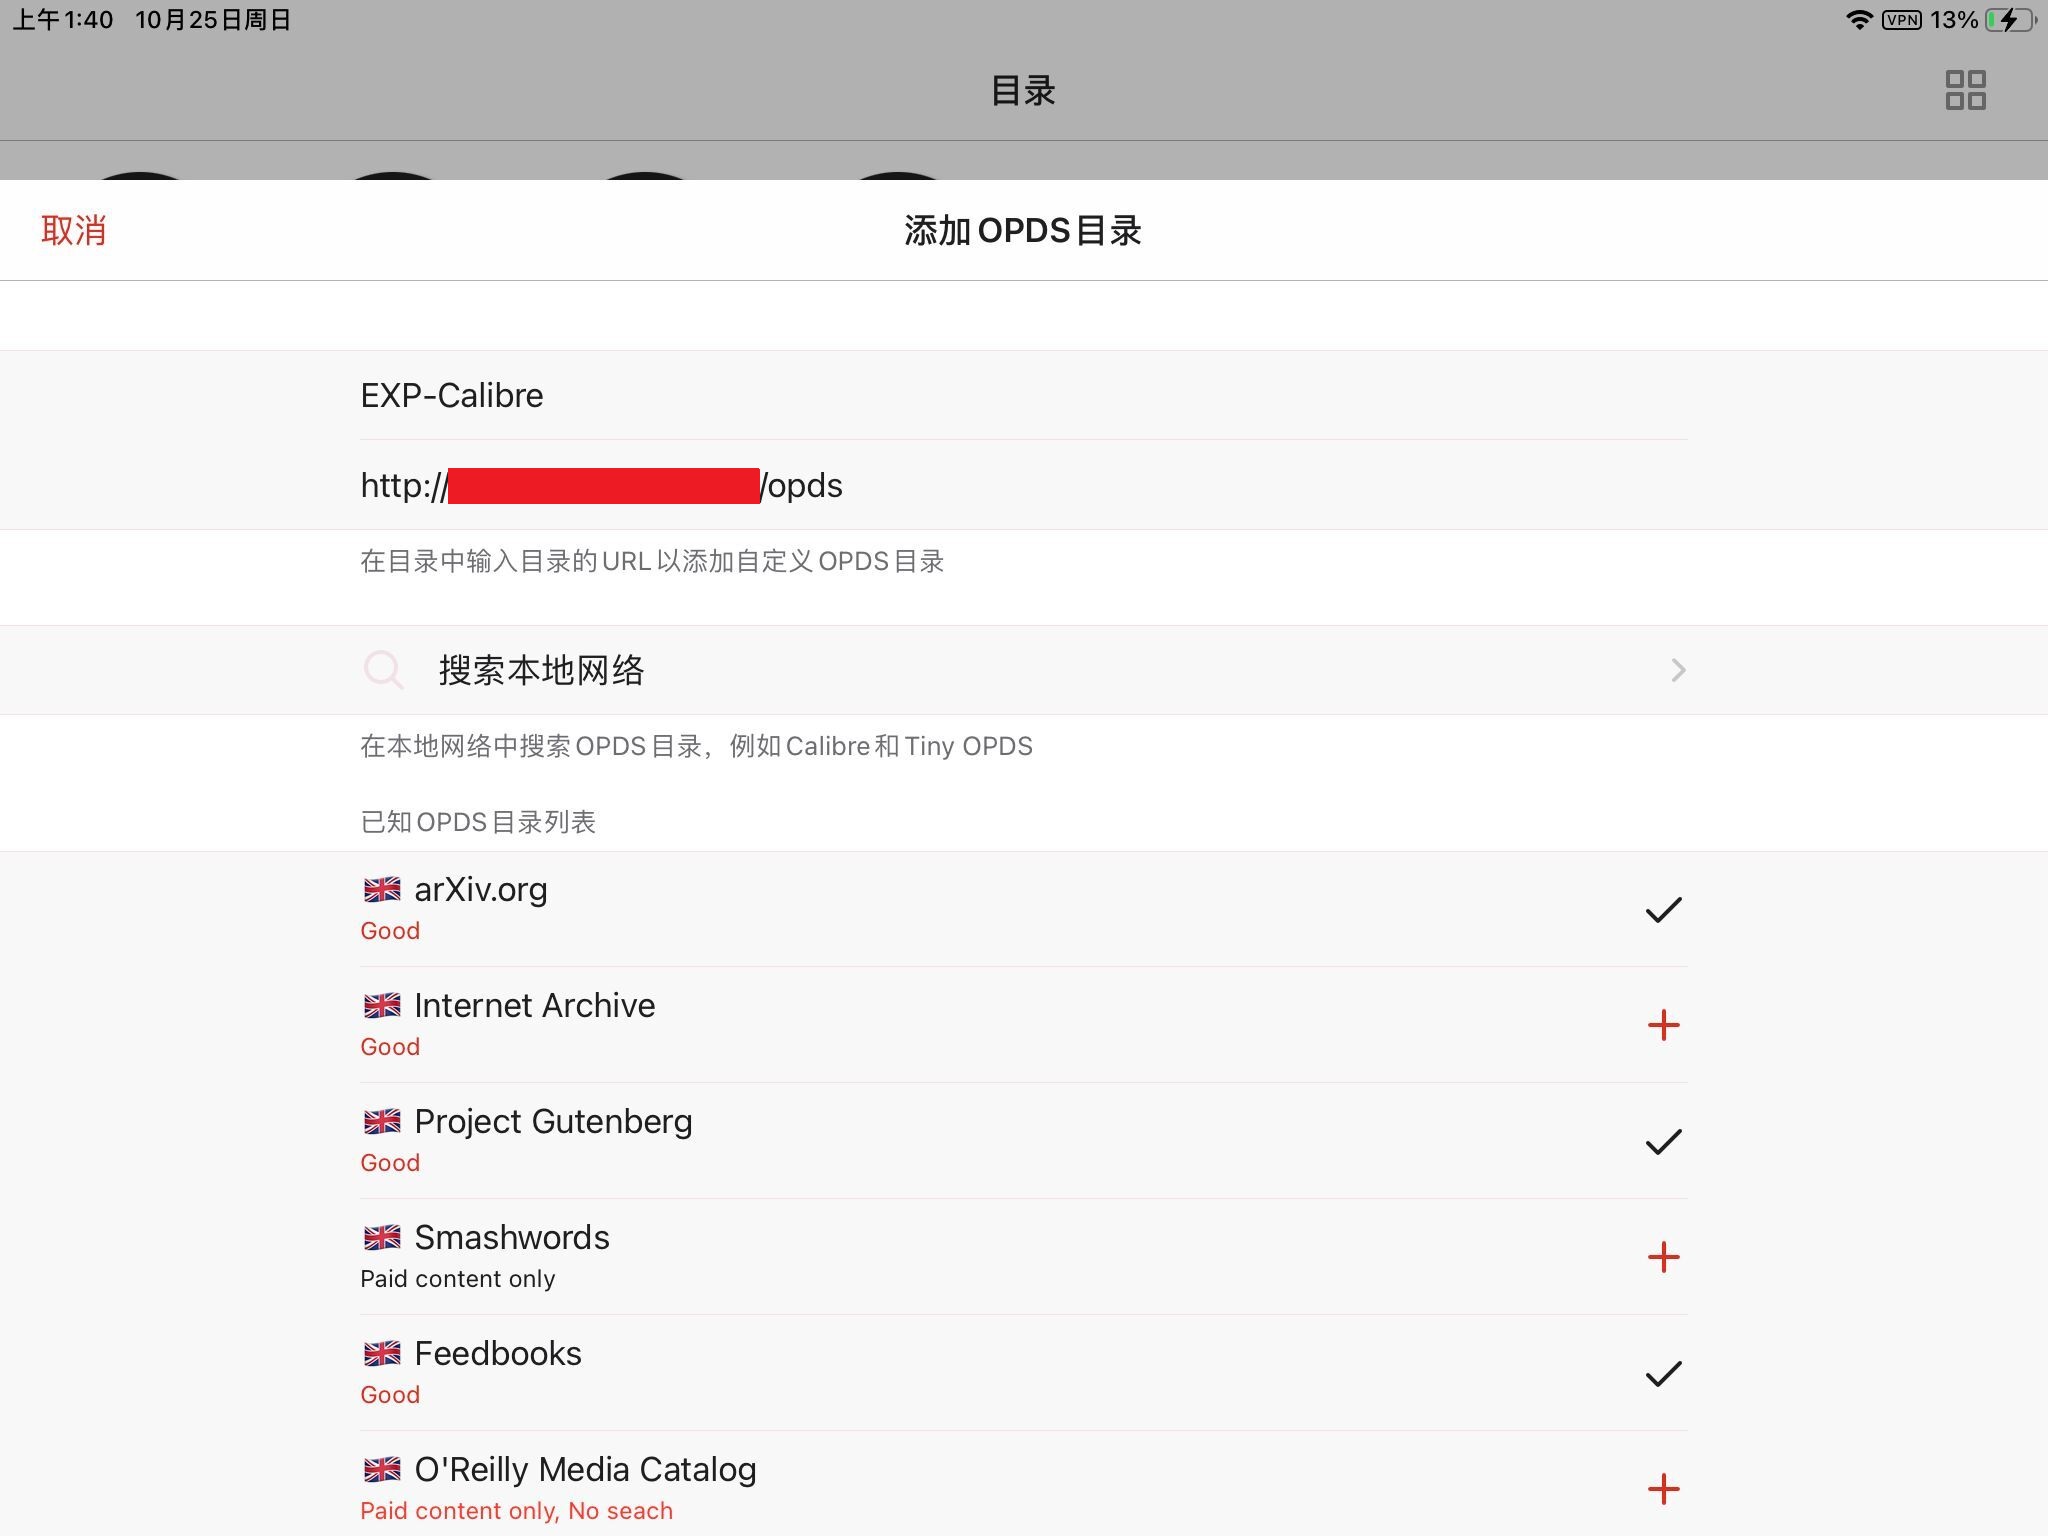 上午1:40 10月25日周日
VPN 13%
目录
取消
添加OPDS目录
EXP-Calibre
http:// /opds
在目录中输入目录的URL以添加自定义OPDS目录
搜索本地网络
在本地网络中搜索OPDS目录，例如Calibre和Tiny OPDS
已知OPDS目录列表
arXiv.org
Good
Internet Archive
Good
Project Gutenberg
Good
Smashwords
Paid content only
Feedbooks
Good
O'Reilly Media Catalog
Paid content only, No seach